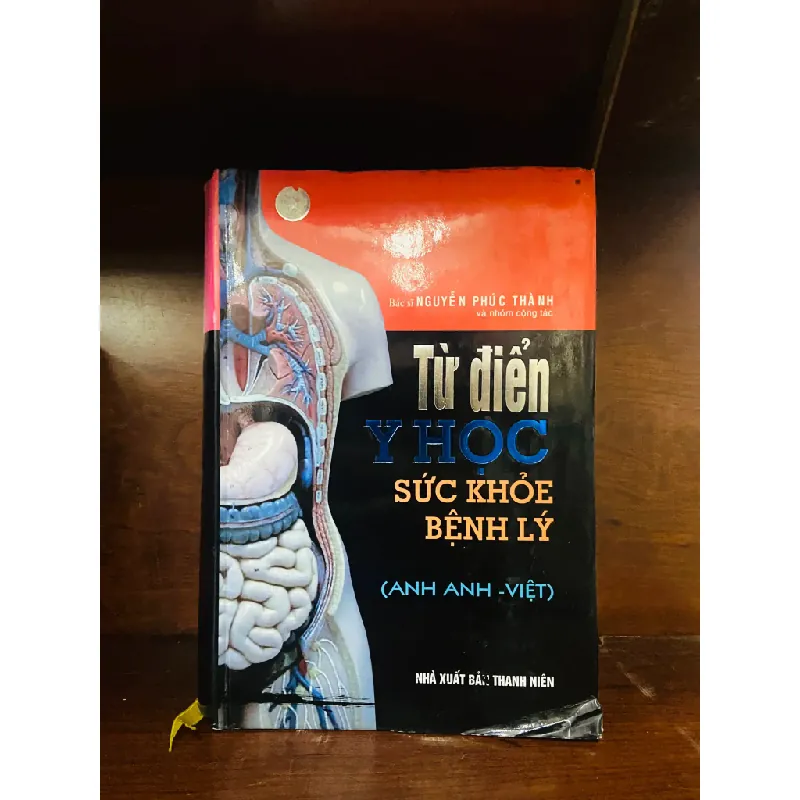 Bác sĩ NGUYỄN PHÚC THÀNH
và nhóm cộng tác
Từ điển
Y HỌC
SỨC KHỎE
BỆNH LÝ
(ANH ANH -VIỆT)
NHÀ XUẤT BẢN THANH NIÊN